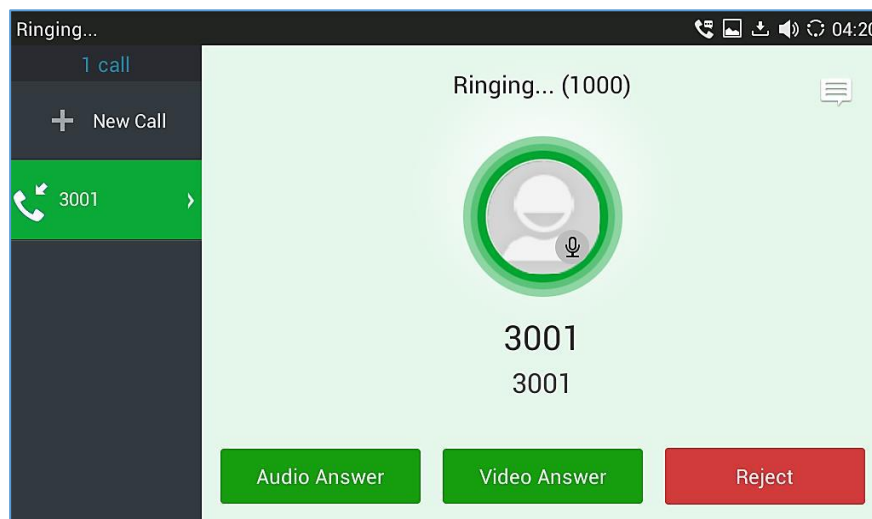 Ringing...
04:20
1 call
New Call
3001
Ringing... (1000)
3001
3001
Audio Answer
Video Answer
Reject